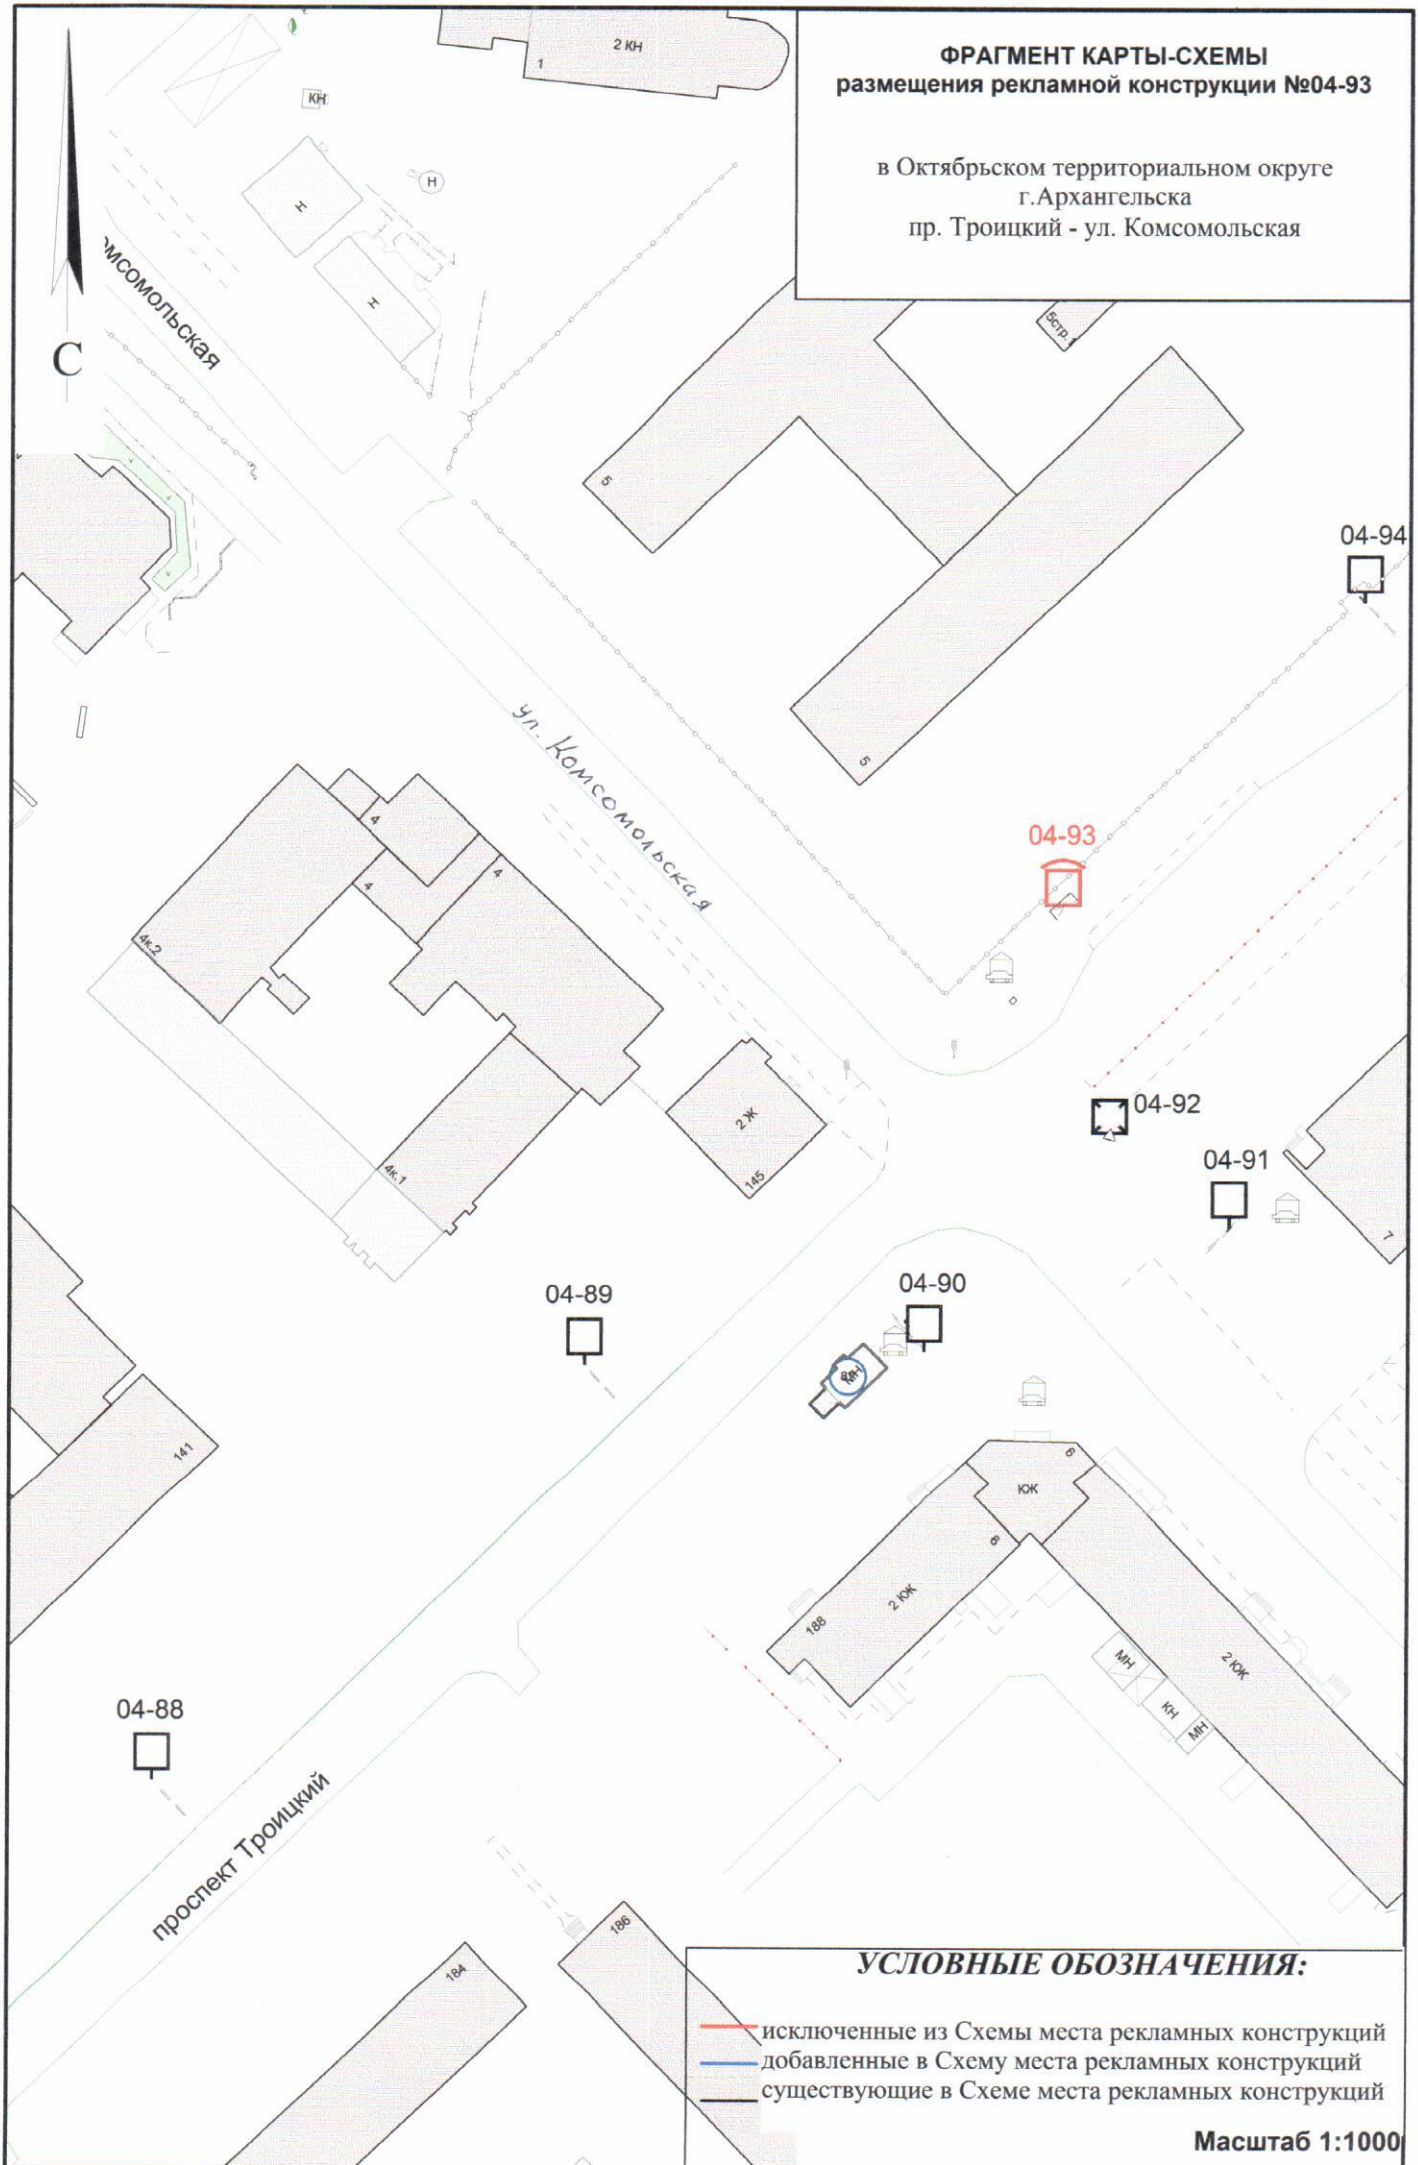 ФРАГМЕНТ КАРТЫ-СХЕМЫ
размещения рекламной конструкции №04-93
в Октябрьском территориальном округе
г.Архангельска
пр. Троицкий - ул. Комсомольская
2 КН
1
КН
Н
Н
Н
омсомольская
С
5стр.1
5
04-94
ул. Комсомольская
5
04-93
4
4
4
4к.2
04-92
2 Ж
145
4к.1
04-91
7
04-89
04-90
МН
141
6
КЖ
6
2 КЖ
188
2 КЖ
МН
КН
МН
04-88
проспект Троицкий
186
184
УСЛОВНЫЕ ОБОЗНАЧЕНИЯ:
исключенные из Схемы места рекламных конструкций
добавленные в Схему места рекламных конструкций
существующие в Схеме места рекламных конструкций
Масштаб 1:1000